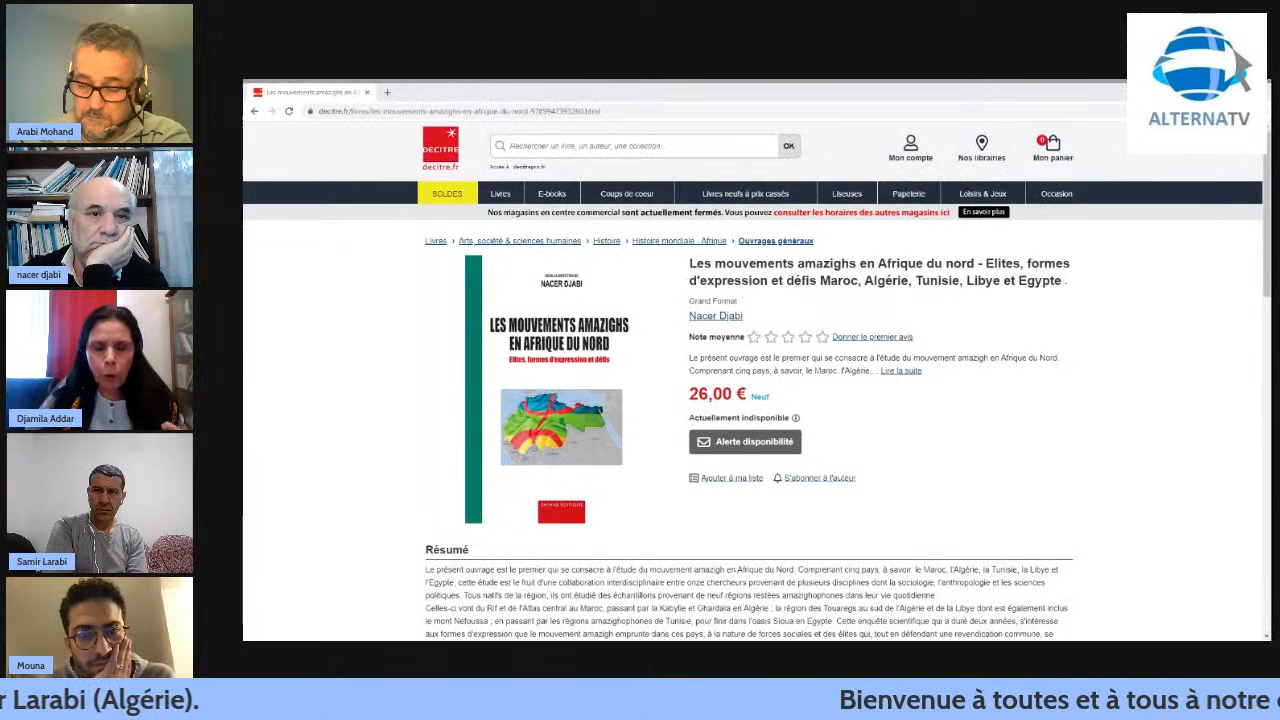 Arabi Mohand
nacer djabi
Djamila Addar
Samir Larabi
Mouna
ALTERNATV
Les mouvements amazighs en A
decitre.fr/livres/les-mouvements-amazighs-en-afrique-du-nord-9789947393260.html
DECITRE
decitre.fr
Rechercher un livre, un auteur, une collection...
OK
Accès à decitrepro.fr
Mon compte
Nos librairies
0
Mon panier
SOLDES
Livres
E-books
Coups de coeur
Livres neufs à prix cassés
Liseuses
Papeterie
Loisirs & Jeux
Occasion
Nos magasins en centre commercial sont actuellement fermés. Vous pouvez consulter les horaires des autres magasins ici
En savoir plus
Livres › Arts, société & sciences humaines › Histoire › Histoire mondiale : Afrique › Ouvrages généraux
SOUS LA DIRECTION DE
NACER DJABI
LES MOUVEMENTS AMAZIGHS
EN AFRIQUE DU NORD
Elites, formes d'expression et défis
CHIHAB EDITIONS
Les mouvements amazighs en Afrique du nord - Elites, formes
d'expression et défis Maroc, Algérie, Tunisie, Libye et Egypte
Grand Format
Nacer Djabi
Note moyenne
Donner le premier avis
Le présent ouvrage est le premier qui se consacre à l'étude du mouvement amazigh en Afrique du Nord.
Comprenant cinq pays, à savoir, le Maroc, l'Algérie,... Lire la suite
26,00 € Neuf
Actuellement indisponible
Alerte disponibilité
Ajouter à ma liste
S'abonner à l'auteur
Résumé
Le présent ouvrage est le premier qui se consacre à l'étude du mouvement amazigh en Afrique du Nord. Comprenant cinq pays, à savoir, le Maroc, l'Algérie, la Tunisie, la Libye et
l'Egypte, cette étude est le fruit d'une collaboration interdisciplinaire entre onze chercheurs provenant de plusieurs disciplines dont la sociologie, l'anthropologie et les sciences
politiques. Tous natifs de la région, ils ont étudié des échantillons provenant de neuf régions restées amazighophones dans leur vie quotidienne.
Celles-ci vont du Rif et de l'Atlas central au Maroc, passant par la Kabylie et Ghardaïa en Algérie ; la région des Touaregs au sud de l'Algérie et de la Libye dont est également inclus
le mont Nefoussa ; en passant par les régions amazighophones de Tunisie, pour finir dans l'oasis Sioua en Egypte. Cette enquête scientifique qui a duré deux années, s'intéresse
aux formes d'expression que le mouvement amazigh emprunte dans ces pays, à la nature de forces sociales et des élites qui, tout en défendant une revendication commune, se
r Larabi (Algérie).
Bienvenue à toutes et à tous à notre